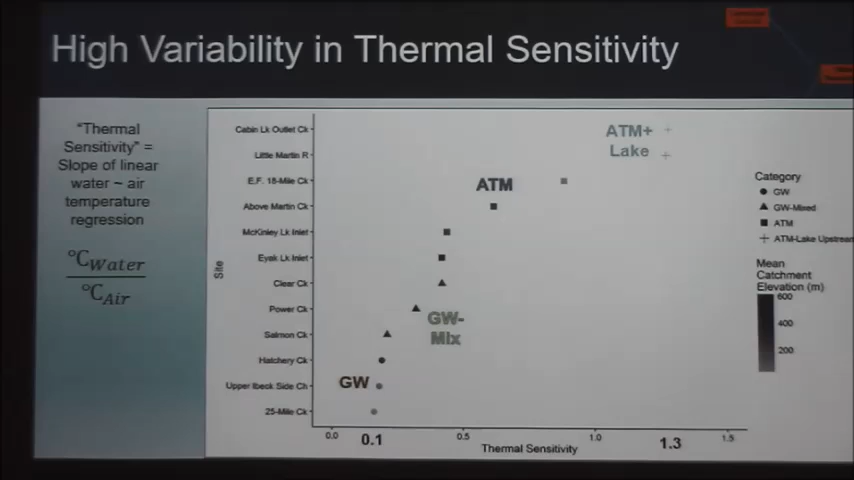 High Variability in Thermal Sensitivity
"Thermal
Sensitivity" =
Slope of linear
water ~ air
temperature
regression
°C Water
°C Air
Site
Cabin Lk Outlet Ck
Little Martin R
E.F. 18-Mile Ck
Above Martin Ck
McKinley Lk Inlet
Eyak Lk Inlet
Clear Ck
Power Ck
Salmon Ck
Hatchery Ck
Upper Ibeck Side Ch
25-Mile Ck
ATM+
Lake
ATM
GW-
Mix
GW
0.0
0.5
1.0
1.5
0.1
1.3
Thermal Sensitivity
Category
GW
GW-Mixed
ATM
ATM-Lake Upstream
Mean
Catchment
Elevation (m)
600
400
200